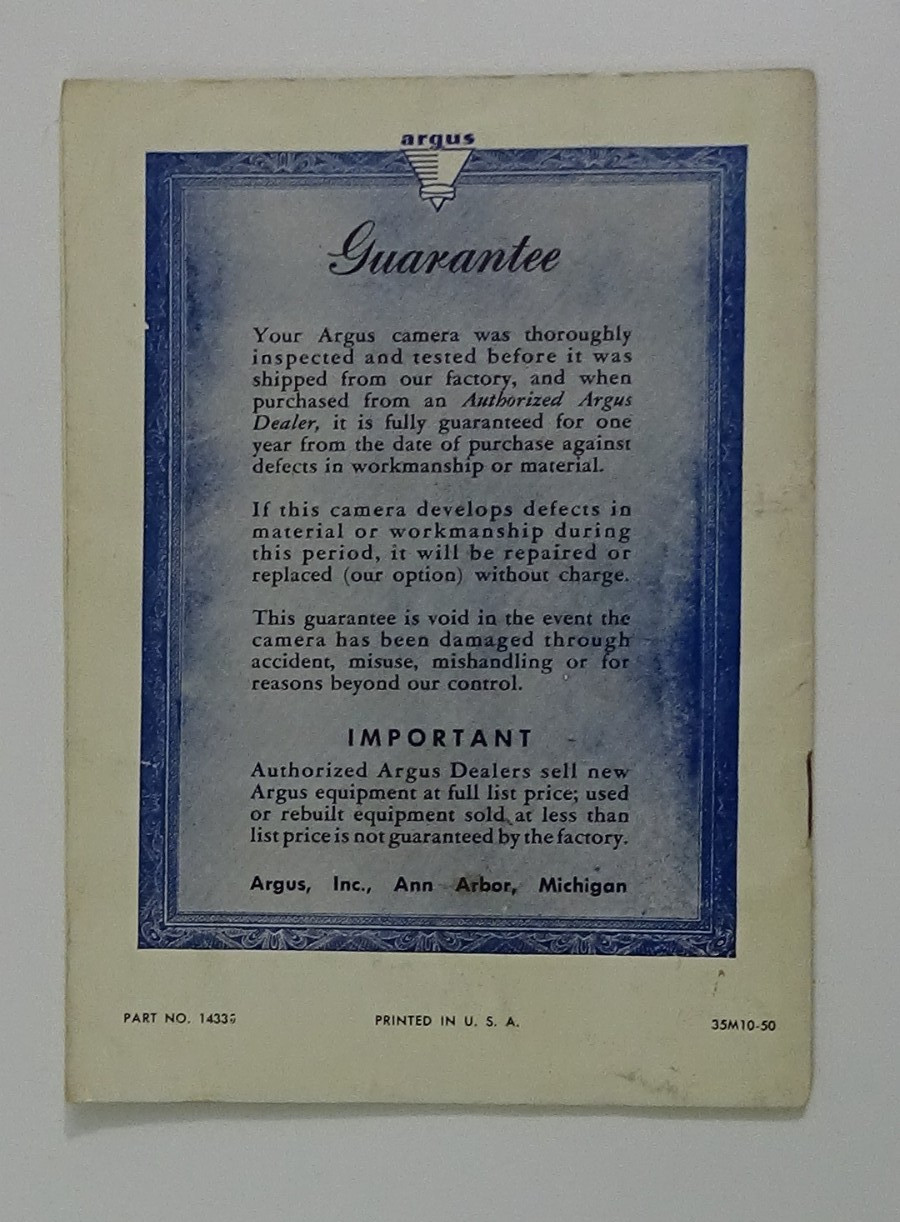 argus
Guarantee
Your Argus camera was thoroughly
inspected and tested before it was
shipped from our factory, and when
purchased from an Authorized Argus
Dealer, it is fully guaranteed for one
year from the date of purchase against
defects in workmanship or material.
If this camera develops defects in
material or workmanship during
this period, it will be repaired or
replaced (our option) without charge.
This guarantee is void in the event the
camera has been damaged through
accident, misuse, mishandling or for
reasons beyond our control.
IMPORTANT
Authorized Argus Dealers sell new
Argus equipment at full list price; used
or rebuilt equipment sold at less than
list price is not guaranteed by the factory.
Argus, Inc., Ann Arbor, Michigan
PART NO.
PRINTED IN U. S. A.
35M10-50